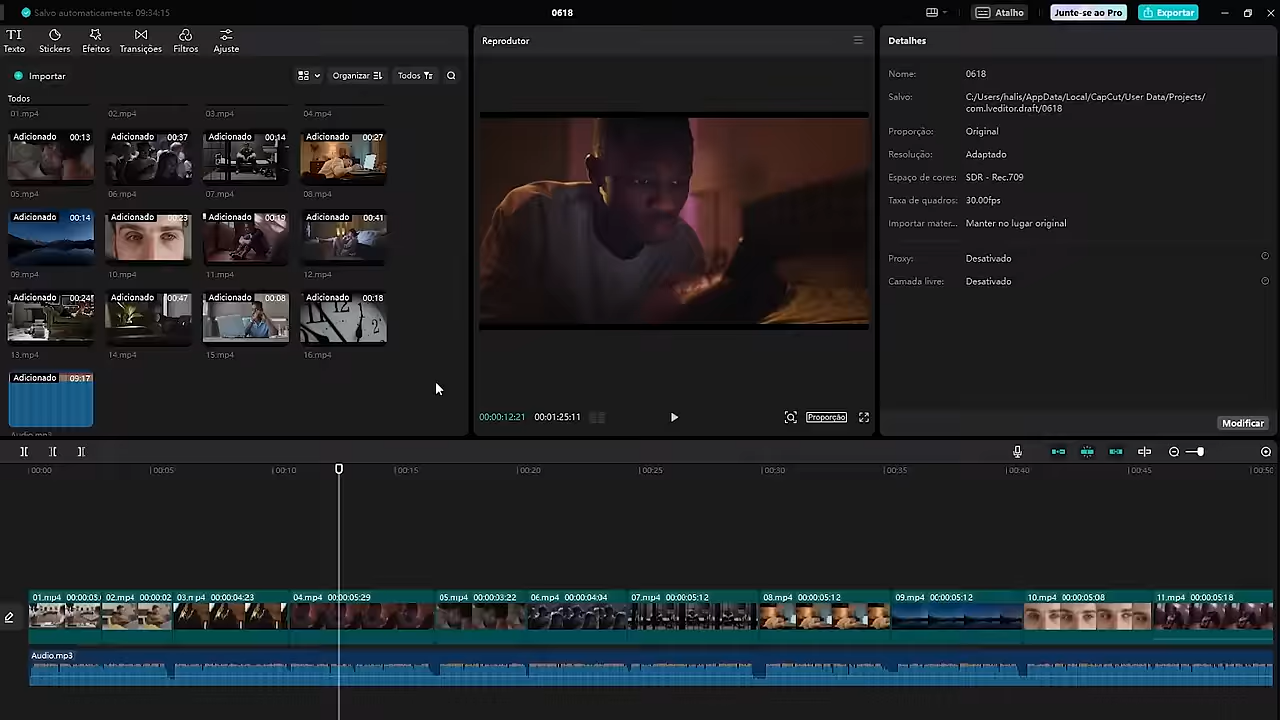 Salvo automaticamente: 09:34:15
0618
Atalho
Junte-se ao Pro
Exportar
Texto
Stickers
Efeitos
Transições
Filtros
Ajuste
Importar
Organizar
Todos
Todos
01.mp4
02.mp4
03.mp4
04.mp4
Adicionado 00:13
Adicionado 00:37
Adicionado 00:14
Adicionado 00:27
05.mp4
06.mp4
07.mp4
08.mp4
Adicionado 00:14
Adicionado 00:23
Adicionado 00:19
Adicionado 00:41
09.mp4
10.mp4
11.mp4
12.mp4
Adicionado 00:24
Adicionado 00:47
Adicionado 00:08
Adicionado 00:18
13.mp4
14.mp4
15.mp4
16.mp4
Adicionado 09:17
Audio.mp3
Reprodutor
00:00:12:21 00:01:25:11
Proporção
Detalhes
Nome: 0618
Salvo: C:/Users/halis/AppData/Local/CapCut/User Data/Projects/
com.lveditor.draft/0618
Proporção: Original
Resolução: Adaptado
Espaço de cores: SDR - Rec.709
Taxa de quadros: 30.00fps
Importar mater... Manter no lugar original
Proxy: Desativado
Camada livre: Desativado
Modificar
00:00 00:05 00:10 00:15 00:20 00:25 00:30 00:35 00:40 00:45 00:50
01.mp4 02.mp4 03.mp4 00:00:04:23 04.mp4 00:00:05:29 05.mp4 00:00:03:22 06.mp4 00:00:04:04 07.mp4 00:00:05:12 08.mp4 00:00:05:12 09.mp4 00:00:05:12 10.mp4 00:00:05:08 11.mp4 00:00:05:18
Audio.mp3